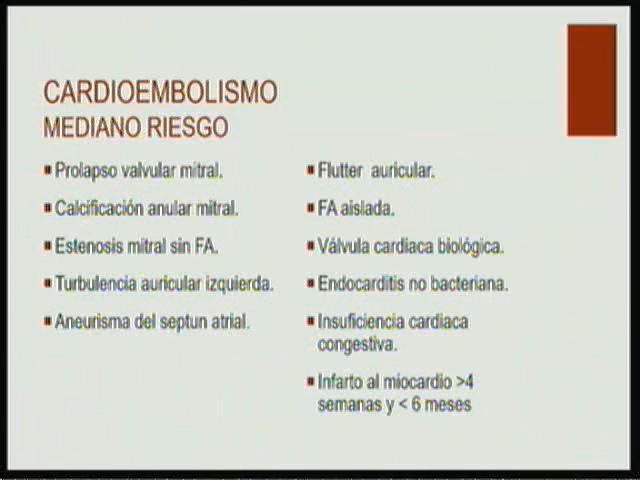 CARDIOEMBOLISMO
MEDIANO RIESGO
Prolapso valvular mitral.
Calcificación anular mitral.
Estenosis mitral sin FA.
Turbulencia auricular izquierda.
Aneurisma del septun atrial.
Flutter auricular.
FA aislada.
Válvula cardiaca biológica.
Endocarditis no bacteriana.
Insuficiencia cardiaca
congestiva.
Infarto al miocardio >4
semanas y < 6 meses